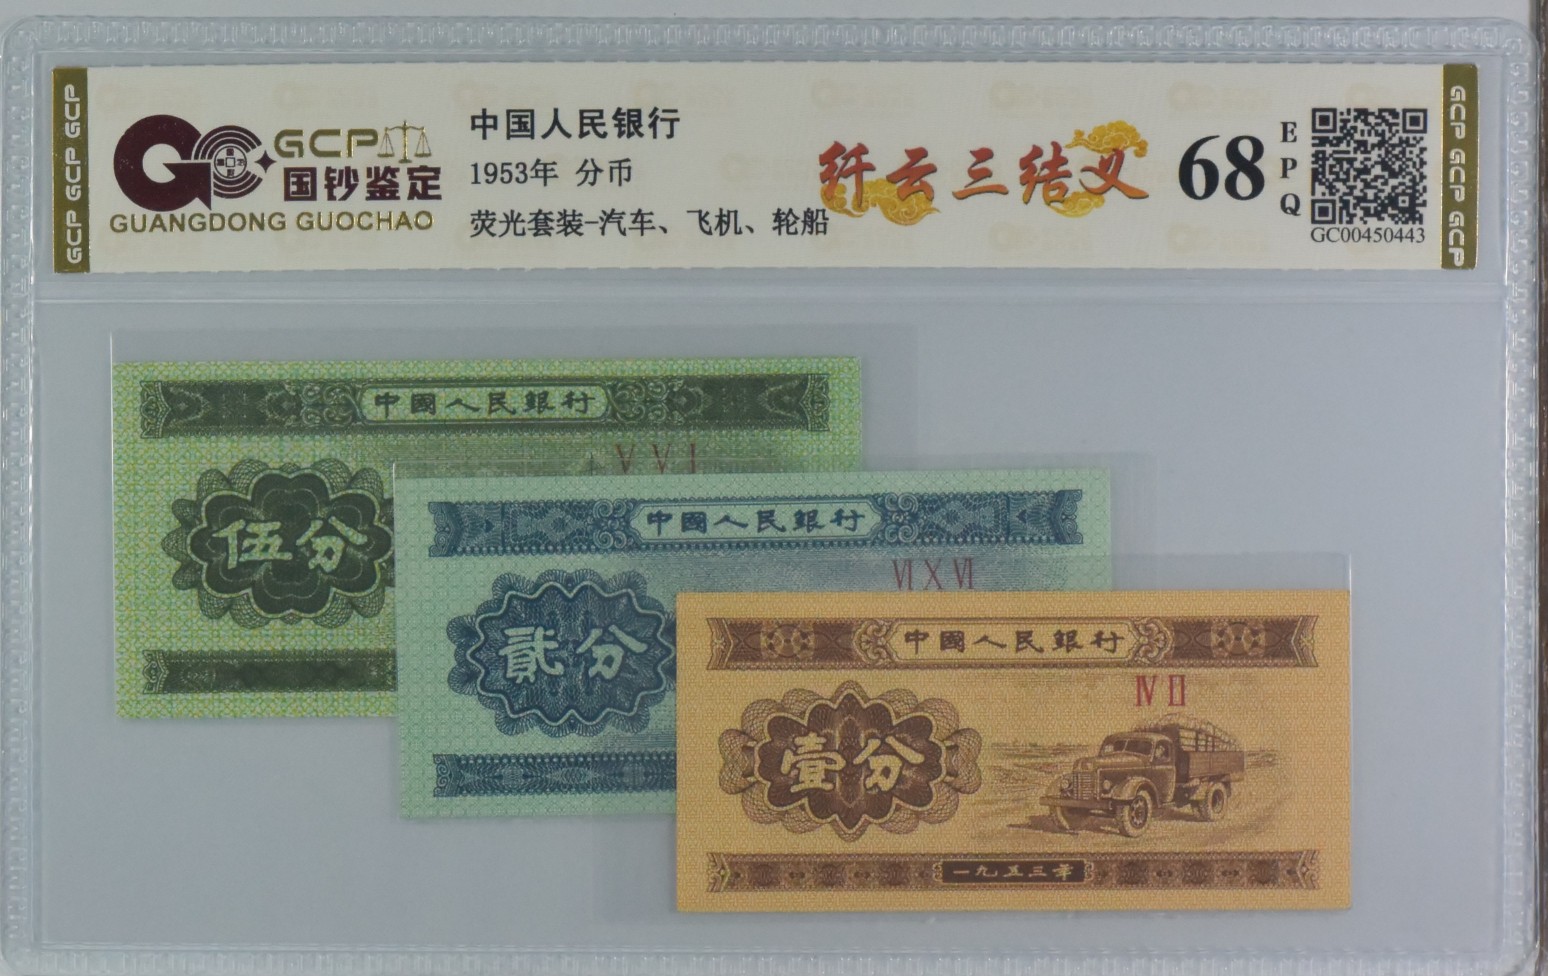 GCP GCP GCP
GCP
国钞鉴定
GUANGDONG GUOCHAO
中国人民银行
1953年 分币
荧光套装-汽车、飞机、轮船
纤云三结义
68
EPQ
GC00450443
GCP GCP GCP
中國人民銀行
V V I
伍分
中國人民銀行
VI X VI
貳分
中國人民銀行
IV II
壹分
一九五三年